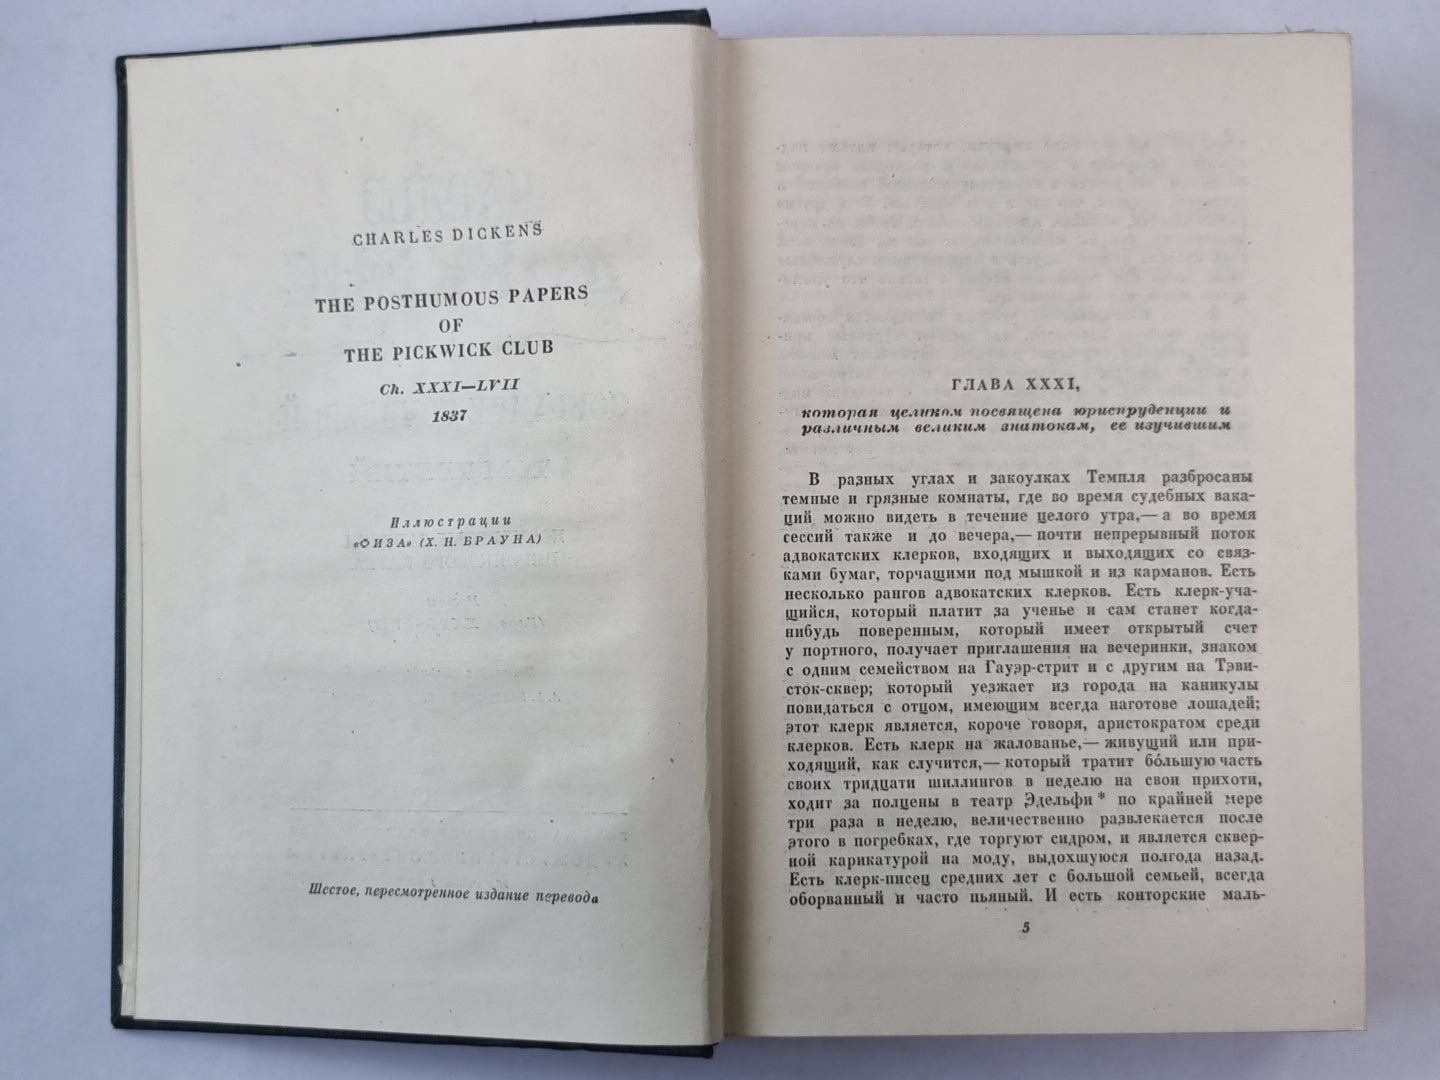 CHARLES DICKENS
THE POSTHUMOUS PAPERS
OF
THE PICKWICK CLUB
Ch. XXXI—LVII
1837
Иллюстрации
«ФИЗА» (Х. Н. БРАУНА)
Шестое, пересмотренное издание перевода
ГЛАВА XXXI,
которая целиком посвящена юриспруденции и
различным великим знатокам, ее изучившим
В разных углах и закоулках Темпля разбросаны
темные и грязные комнаты, где во время судебных вака-
ций можно видеть в течение целого утра,— а во время
сессий также и до вечера,— почти непрерывный поток
адвокатских клерков, входящих и выходящих со связ-
ками бумаг, торчащими под мышкой и из карманов. Есть
несколько рангов адвокатских клерков. Есть клерк-уча-
щийся, который платит за ученье и сам станет когда-
нибудь поверенным, который имеет открытый счет
у портного, получает приглашения на вечеринки, знаком
с одним семейством на Гауэр-стрит и с другим на Тэви-
сток-сквер; который уезжает из города на каникулы
повидаться с отцом, имеющим всегда наготове лошадей;
этот клерк является, короче говоря, аристократом среди
клерков. Есть клерк на жалованье,— живущий или при-
ходящий, как случится,— который тратит бо́льшую часть
своих тридцати шиллингов в неделю на свои прихоти,
ходит за полцены в театр Эдельфи * по крайней мере
три раза в неделю, величественно развлекается после
этого в погребках, где торгуют сидром, и является сквер-
ной карикатурой на моду, выдохшуюся полгода назад.
Есть клерк-писец средних лет с большой семьей, всегда
оборванный и часто пьяный. И есть конторские маль-
5